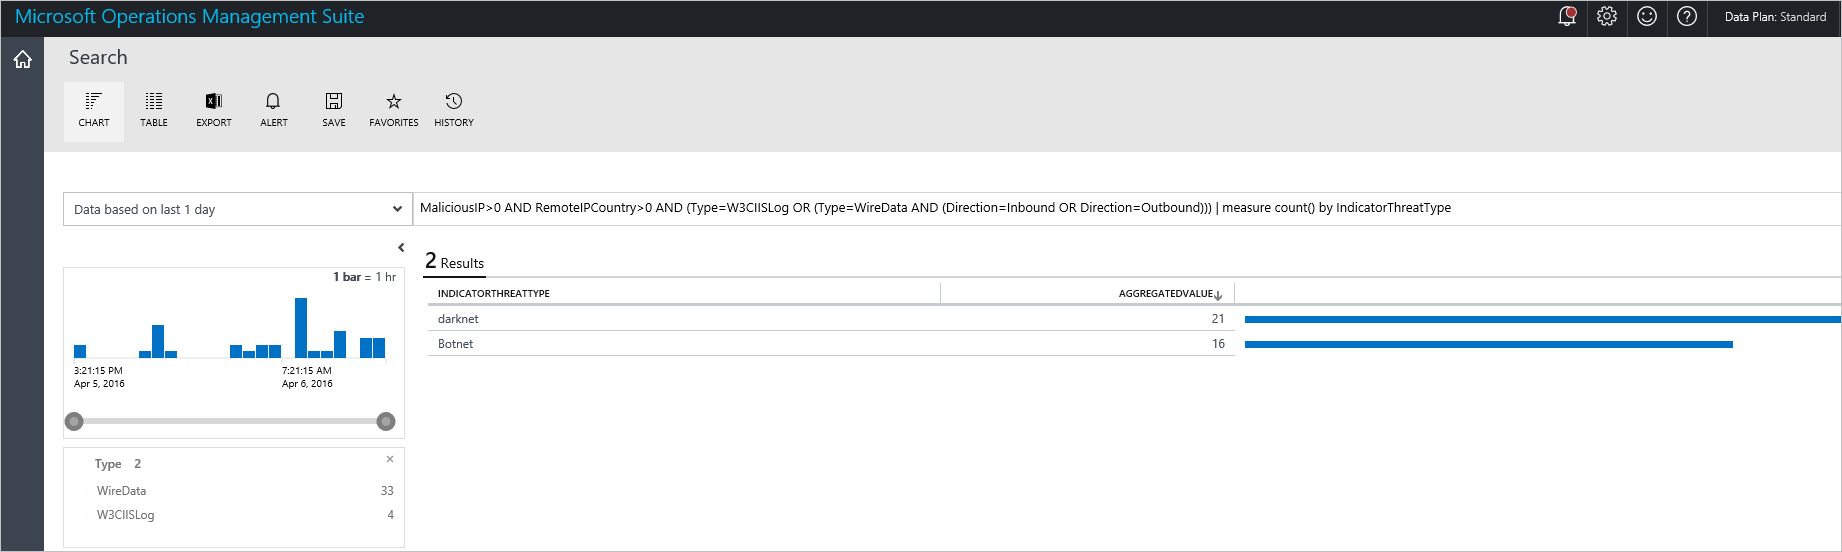 Microsoft Operations Management Suite
Data Plan: Standard
Search
CHART TABLE EXPORT ALERT SAVE FAVORITES HISTORY
Data based on last 1 day
MaliciousIP>0 AND RemoteIPCountry>0 AND (Type=W3CIISLog OR (Type=WireData AND (Direction=Inbound OR Direction=Outbound))) | measure count() by IndicatorThreatType
1 bar = 1 hr
3:21:15 PM 7:21:15 AM
Apr 5, 2016 Apr 6, 2016
Type 2
WireData 33
W3CIISLog 4
2 Results
INDICATORTHREATTYPE AGGREGATEDVALUE
darknet 21
Botnet 16